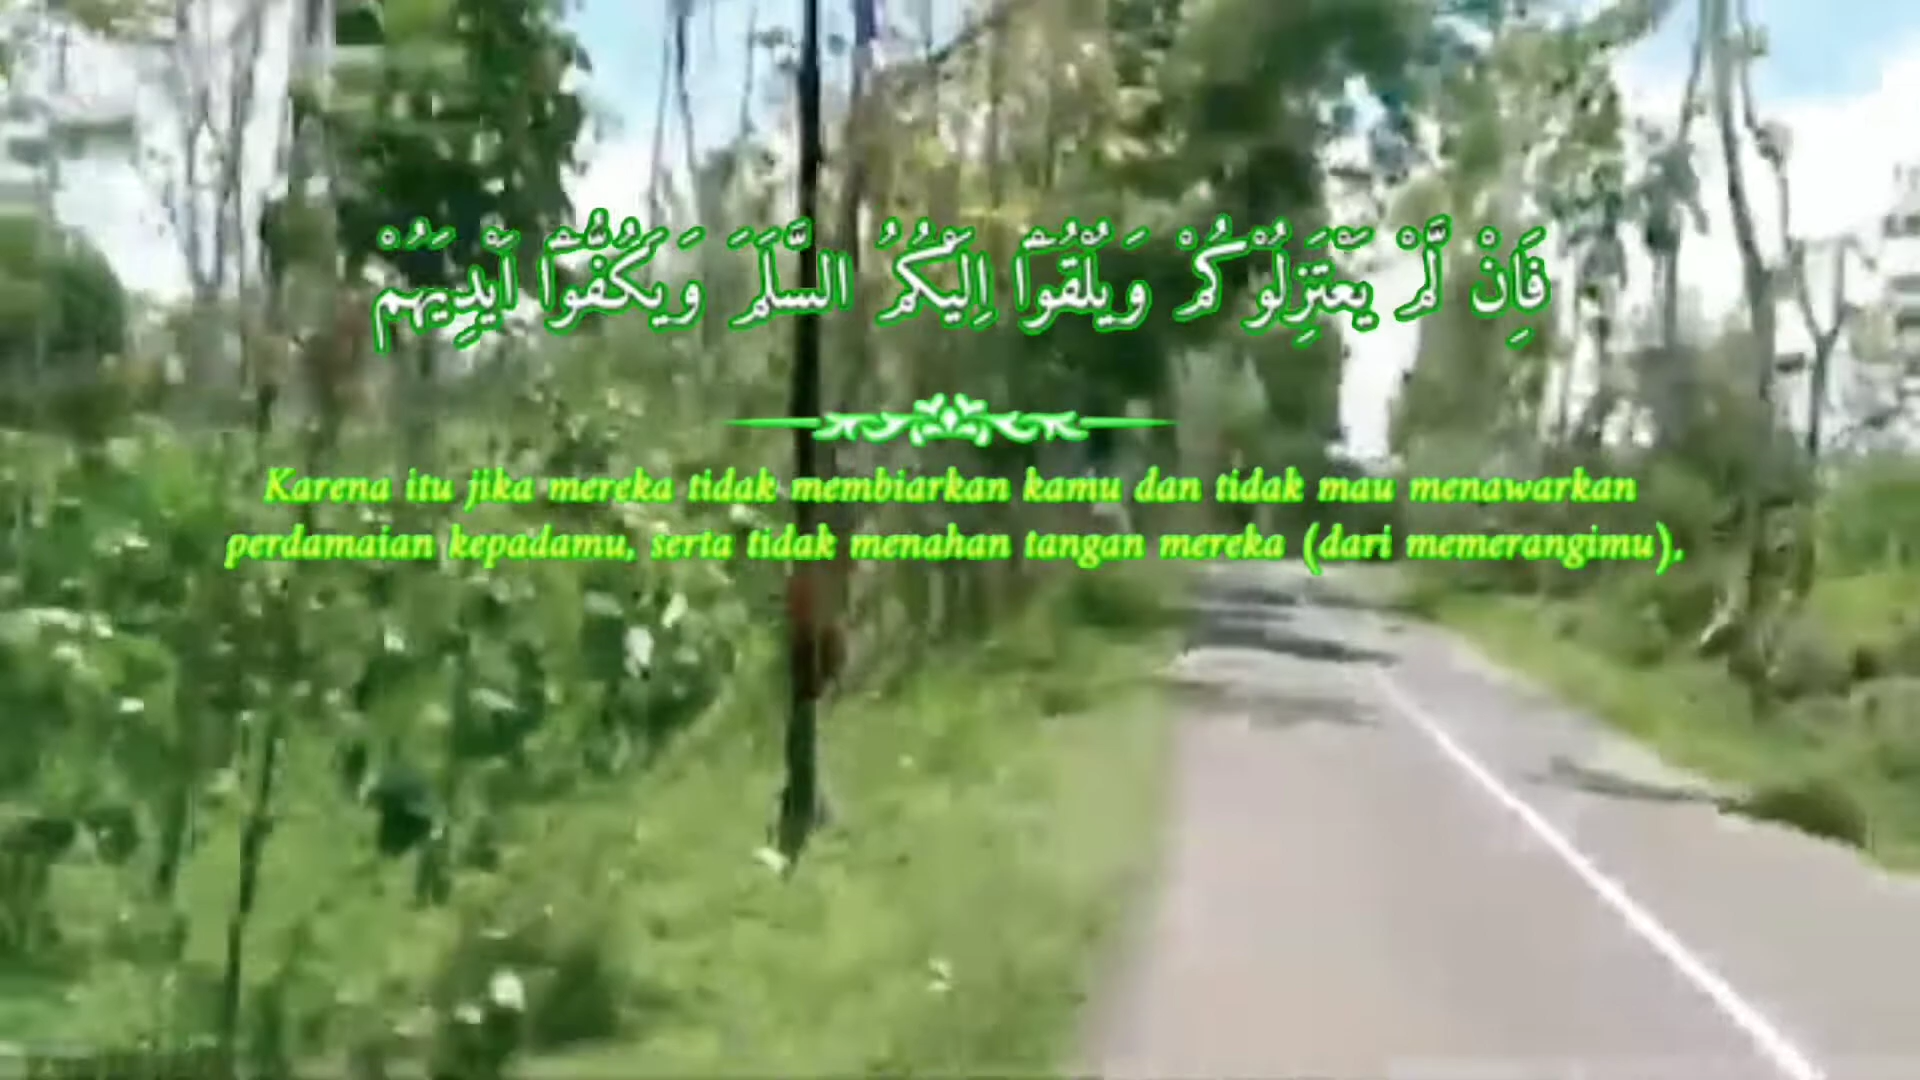 فَاِنْ لَّمْ يَعْتَزِلُوْكُمْ وَيُلْقُوْٓا اِلَيْكُمُ السَّلَمَ وَيَكُفُّوْٓا اَيْدِيَهُمْ
Karena itu jika mereka tidak membiarkan kamu dan tidak mau menawarkan
perdamaian kepadamu, serta tidak menahan tangan mereka (dari memerangimu),